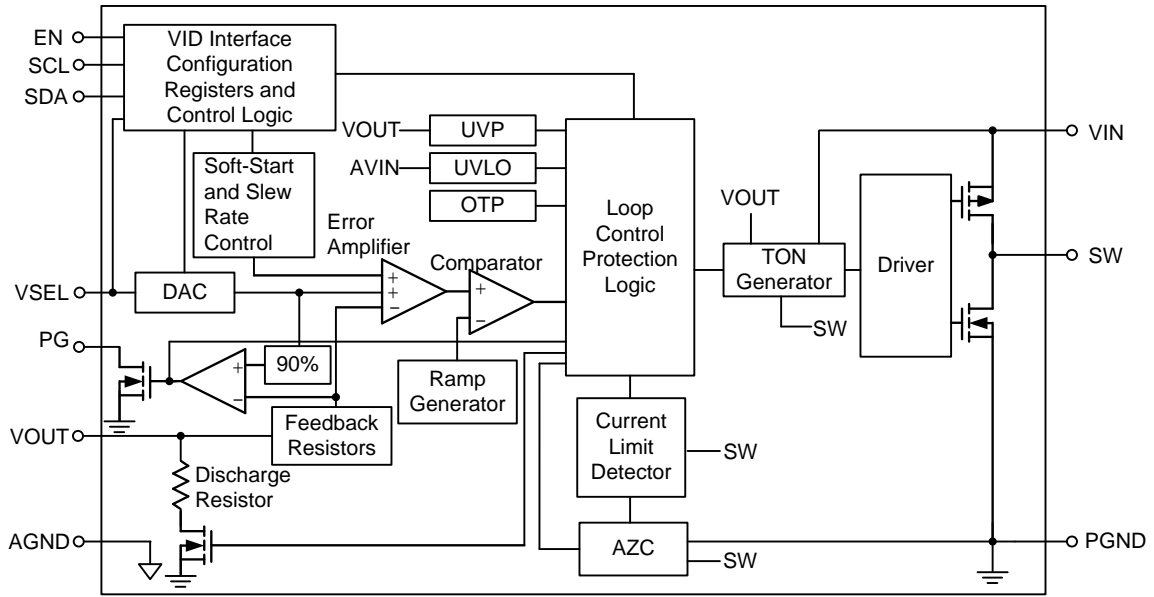 EN
SCL
SDA
VID Interface
Configuration
Registers and
Control Logic
VOUT
UVP
AVIN
UVLO
OTP
Soft-Start
and Slew
Rate
Control
Error
Amplifier
Comparator
Loop
Control
Protection
Logic
VOUT
TON
Generator
SW
Driver
VIN
SW
VSEL
DAC
+
+
−
+
−
PG
90%
+
−
Ramp
Generator
VOUT
Feedback
Resistors
Discharge
Resistor
Current
Limit
Detector
SW
AGND
AZC
SW
PGND